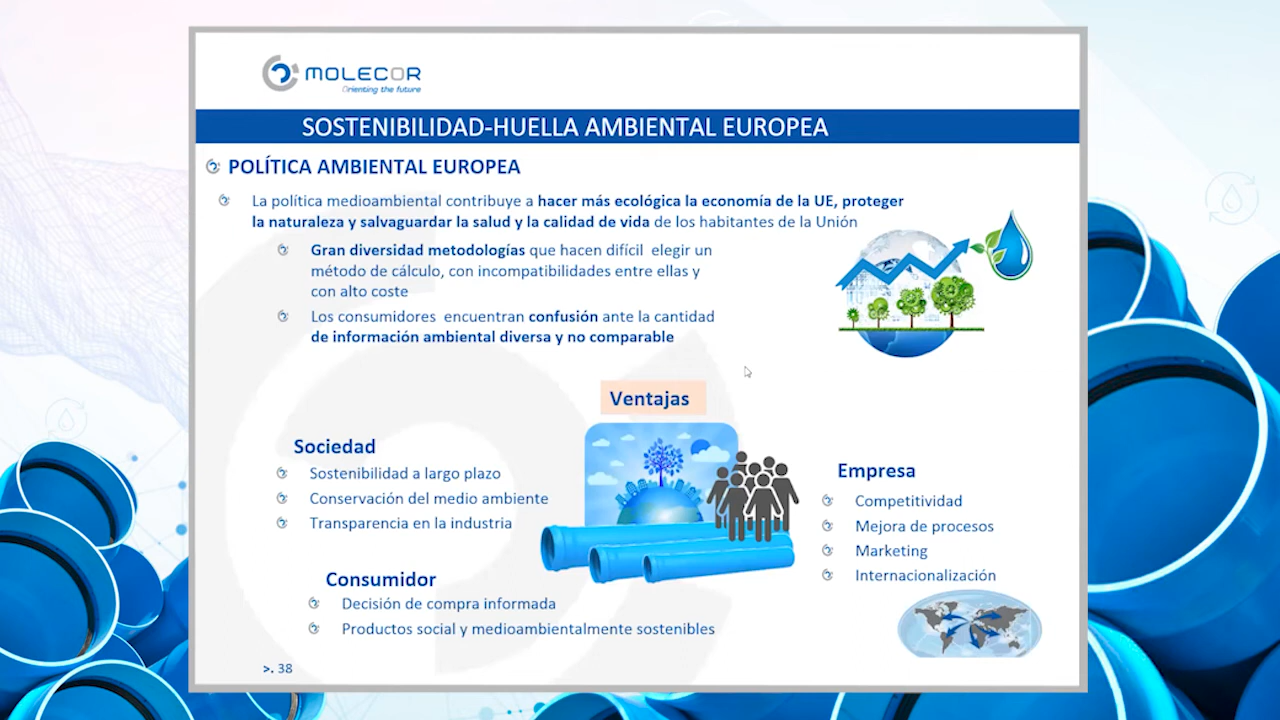 MOLECOR
Orienting the future
SOSTENIBILIDAD-HUELLA AMBIENTAL EUROPEA
POLÍTICA AMBIENTAL EUROPEA
La política medioambiental contribuye a hacer más ecológica la economía de la UE, proteger
la naturaleza y salvaguardar la salud y la calidad de vida de los habitantes de la Unión
Gran diversidad metodologías que hacen difícil elegir un
método de cálculo, con incompatibilidades entre ellas y
con alto coste
Los consumidores encuentran confusión ante la cantidad
de información ambiental diversa y no comparable
Ventajas
Sociedad
Sostenibilidad a largo plazo
Conservación del medio ambiente
Transparencia en la industria
Consumidor
Decisión de compra informada
Productos social y medioambientalmente sostenibles
Empresa
Competitividad
Mejora de procesos
Marketing
Internacionalización
>. 38